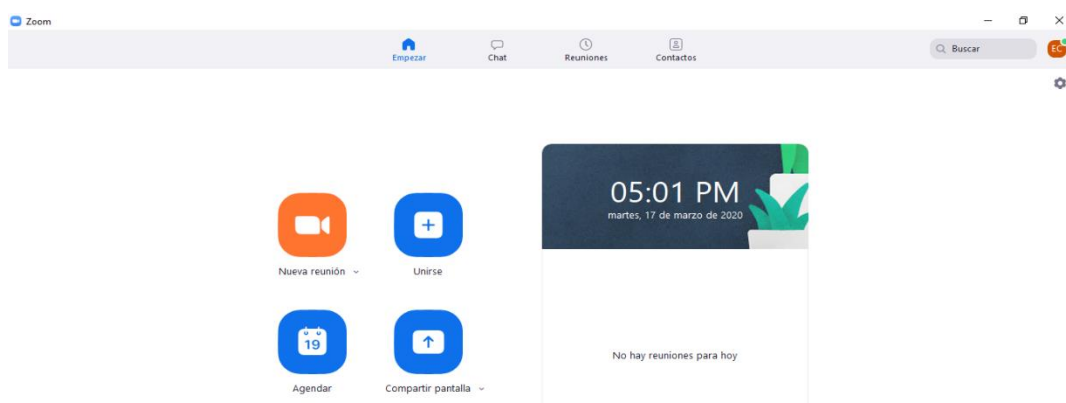 Zoom
Empezar
Chat
Reuniones
Contactos
Buscar
EC
05:01 PM
martes, 17 de marzo de 2020
Nueva reunión
Unirse
19
Agendar
Compartir pantalla
No hay reuniones para hoy